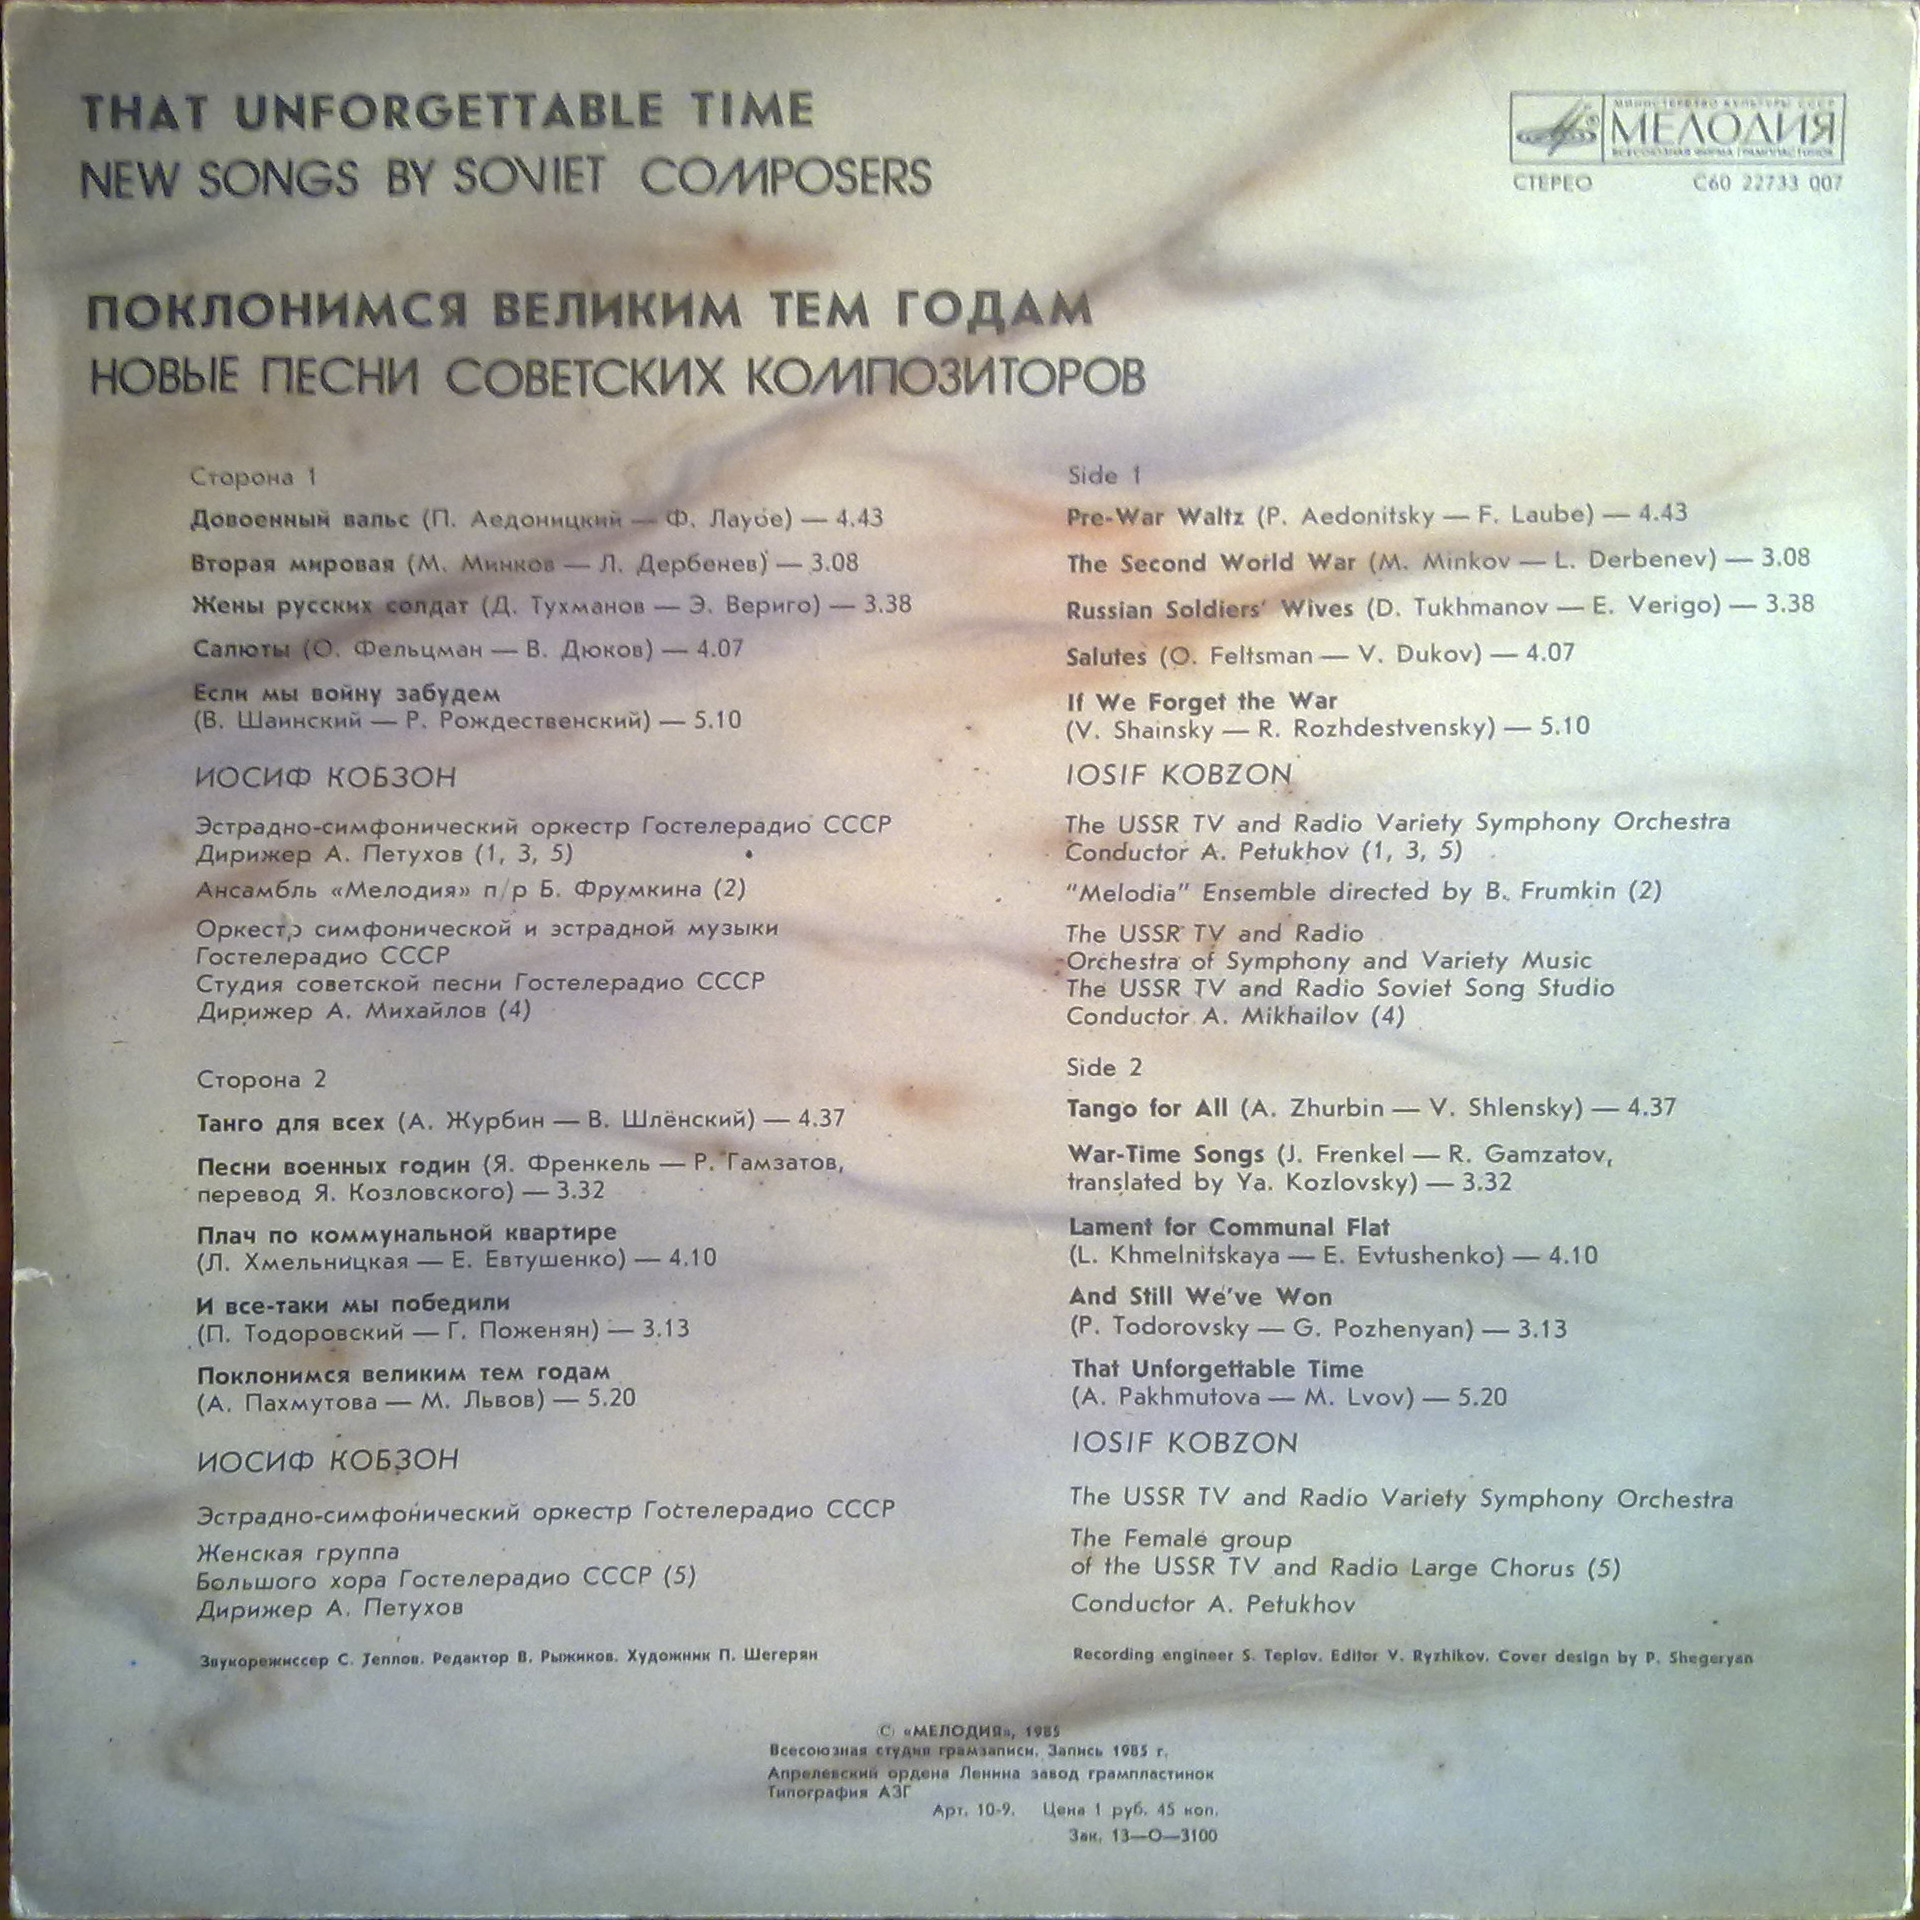 THAT UNFORGETTABLE TIME
NEW SONGS BY SOVIET COMPOSERS
МИНИСТЕРСТВО КУЛЬТУРЫ СССР
МЕЛОДИЯ
ВСЕСОЮЗНАЯ ФИРМА ГРАМПЛАСТИНОК
СТЕРЕО С60 22733 007
ПОКЛОНИМСЯ ВЕЛИКИМ ТЕМ ГОДАМ
НОВЫЕ ПЕСНИ СОВЕТСКИХ КОМПОЗИТОРОВ
Сторона 1
Довоенный вальс (П. Аедоницкий — Ф. Лаубе) — 4.43
Вторая мировая (М. Минков — Л. Дербенев) — 3.08
Жены русских солдат (Д. Тухманов — Э. Вериго) — 3.38
Салюты (О. Фельцман — В. Дюков) — 4.07
Если мы войну забудем
(В. Шаинский — Р. Рождественский) — 5.10
ИОСИФ КОБЗОН
Эстрадно-симфонический оркестр Гостелерадио СССР
Дирижер А. Петухов (1, 3, 5)
Ансамбль «Мелодия» п/р Б. Фрумкина (2)
Оркестр симфонической и эстрадной музыки
Гостелерадио СССР
Студия советской песни Гостелерадио СССР
Дирижер А. Михайлов (4)
Сторона 2
Танго для всех (А. Журбин — В. Шлёнский) — 4.37
Песни военных годин (Я. Френкель — Р. Гамзатов,
перевод Я. Козловского) — 3.32
Плач по коммунальной квартире
(Л. Хмельницкая — Е. Евтушенко) — 4.10
И все-таки мы победили
(П. Тодоровский — Г. Поженян) — 3.13
Поклонимся великим тем годам
(А. Пахмутова — М. Львов) — 5.20
ИОСИФ КОБЗОН
Эстрадно-симфонический оркестр Гостелерадио СССР
Женская группа
Большого хора Гостелерадио СССР (5)
Дирижер А. Петухов
Звукорежиссер С. Теплов. Редактор В. Рыжиков. Художник П. Шегерян
Side 1
Pre-War Waltz (P. Aedonitsky — F. Laube) — 4.43
The Second World War (M. Minkov — L. Derbenev) — 3.08
Russian Soldiers' Wives (D. Tukhmanov — E. Verigo) — 3.38
Salutes (O. Feltsman — V. Dukov) — 4.07
If We Forget the War
(V. Shainsky — R. Rozhdestvensky) — 5.10
IOSIF KOBZON
The USSR TV and Radio Variety Symphony Orchestra
Conductor A. Petukhov (1, 3, 5)
"Melodia" Ensemble directed by B. Frumkin (2)
The USSR TV and Radio
Orchestra of Symphony and Variety Music
The USSR TV and Radio Soviet Song Studio
Conductor A. Mikhailov (4)
Side 2
Tango for All (A. Zhurbin — V. Shlensky) — 4.37
War-Time Songs (J. Frenkel — R. Gamzatov,
translated by Ya. Kozlovsky) — 3.32
Lament for Communal Flat
(L. Khmelnitskaya — E. Evtushenko) — 4.10
And Still We've Won
(P. Todorovsky — G. Pozhenyan) — 3.13
That Unforgettable Time
(A. Pakhmutova — M. Lvov) — 5.20
IOSIF KOBZON
The USSR TV and Radio Variety Symphony Orchestra
The Female group
of the USSR TV and Radio Large Chorus (5)
Conductor A. Petukhov
Recording engineer S. Teplov. Editor V. Ryzhikov. Cover design by P. Shegeryan
© «МЕЛОДИЯ», 1985
Всесоюзная студия грамзаписи. Запись 1985 г.
Апрелевский ордена Ленина завод грампластинок
Типография АЗГ
Арт. 10-9. Цена 1 руб. 45 коп.
Зак. 13—О—3100